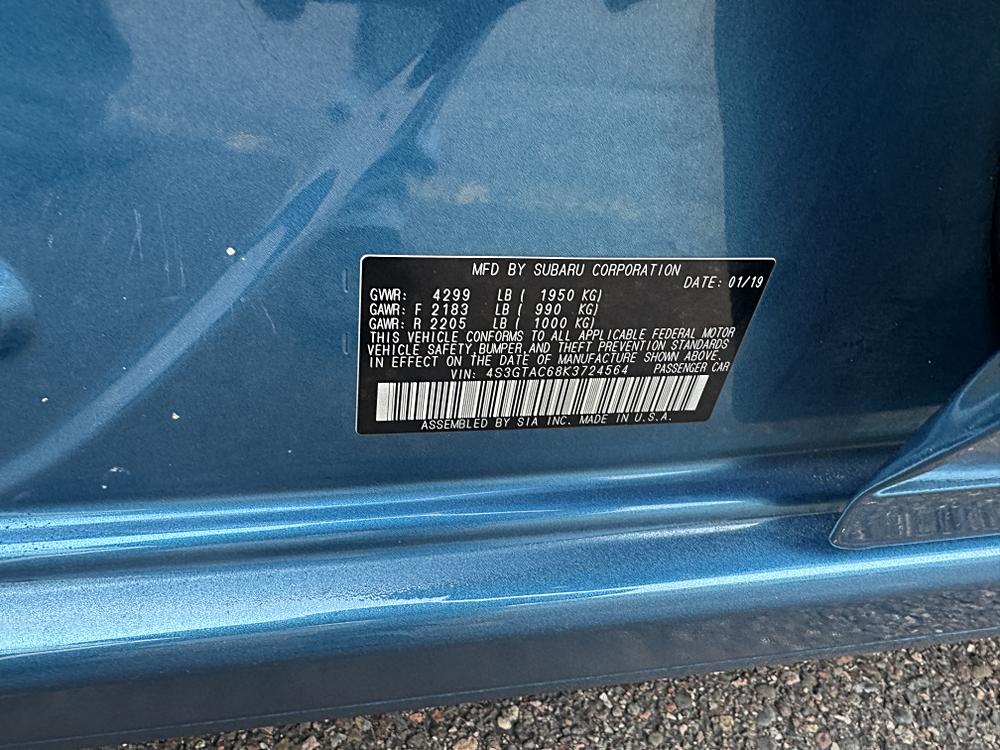 MFD BY SUBARU CORPORATION
DATE: 01/19
GVWR: 4299 LB ( 1950 KG)
GAWR: F 2183 LB ( 990 KG)
GAWR: R 2205 LB ( 1000 KG)
THIS VEHICLE CONFORMS TO ALL APPLICABLE FEDERAL MOTOR
VEHICLE SAFETY, BUMPER, AND THEFT PREVENTION STANDARDS
IN EFFECT ON THE DATE OF MANUFACTURE SHOWN ABOVE.
VIN: 4S3GTAC68K3724564 PASSENGER CAR
ASSEMBLED BY SIA INC. MADE IN U.S.A.